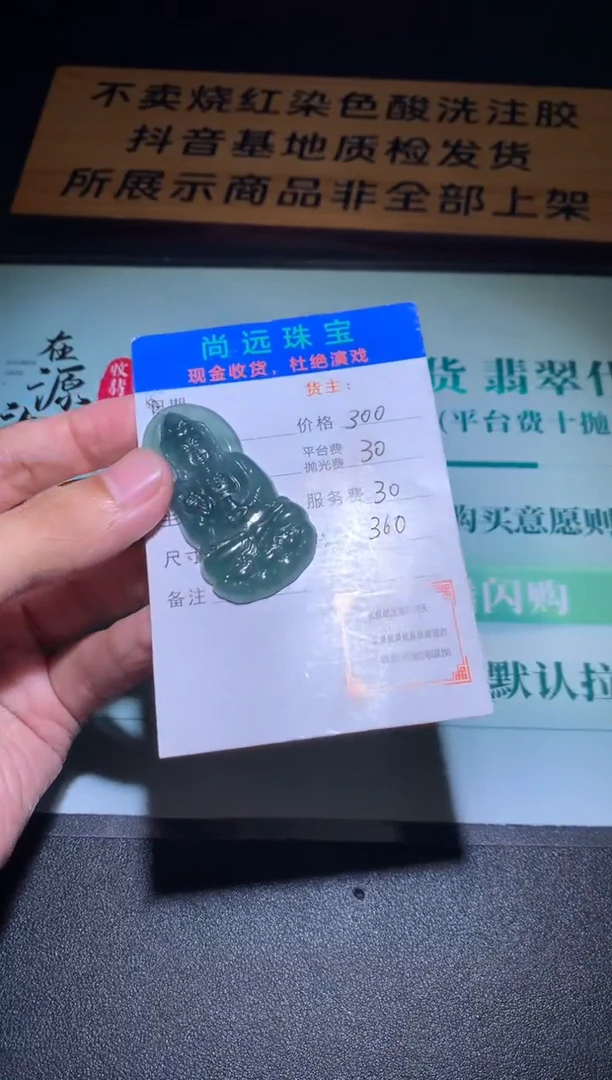 不卖烧红染色酸洗注胶
抖音基地质检发货
所展示商品非全部上架
在
源
收翡
货 翡翠代
(平台费十抛
购买意愿则
闪购
默认拉
尚远珠宝
现金收货，杜绝演戏
货主：
价格 300
平台费
抛光费 30
服务费 30
360
尺寸
备注